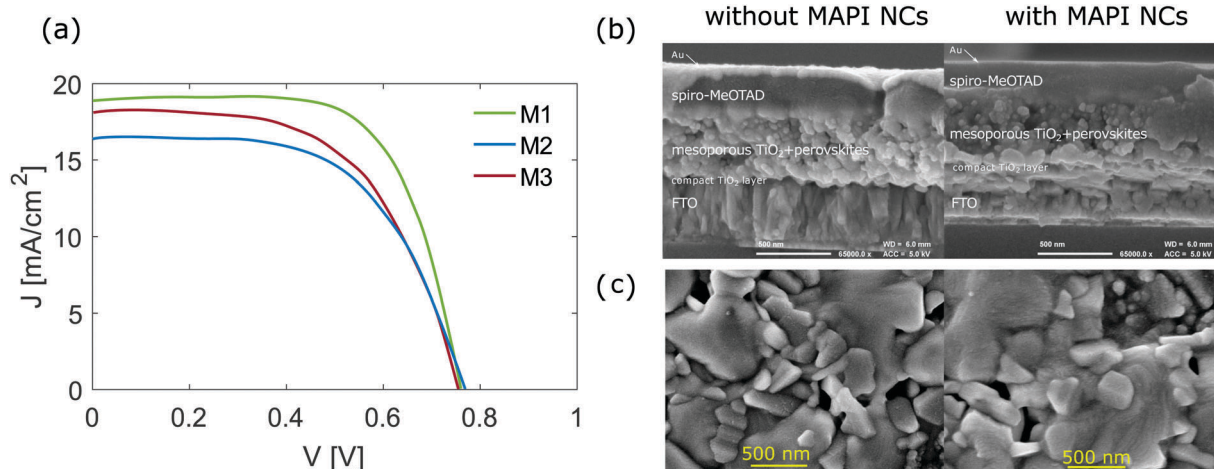 (a)
20
15
10
5
0
J [mA/cm²]
0
0.2
0.4
0.6
0.8
1
V [V]
M1
M2
M3
without MAPI NCs
with MAPI NCs
(b)
Au
spiro-MeOTAD
mesoporous TiO₂+perovskites
compact TiO₂ layer
FTO
500 nm
WD = 6.0 mm
65000.0 x
ACC = 5.0 kV
Au
spiro-MeOTAD
mesoporous TiO₂+perovskites
compact TiO₂ layer
FTO
500 nm
WD = 6.0 mm
65000.0 x
ACC = 5.0 kV
(c)
500 nm
500 nm